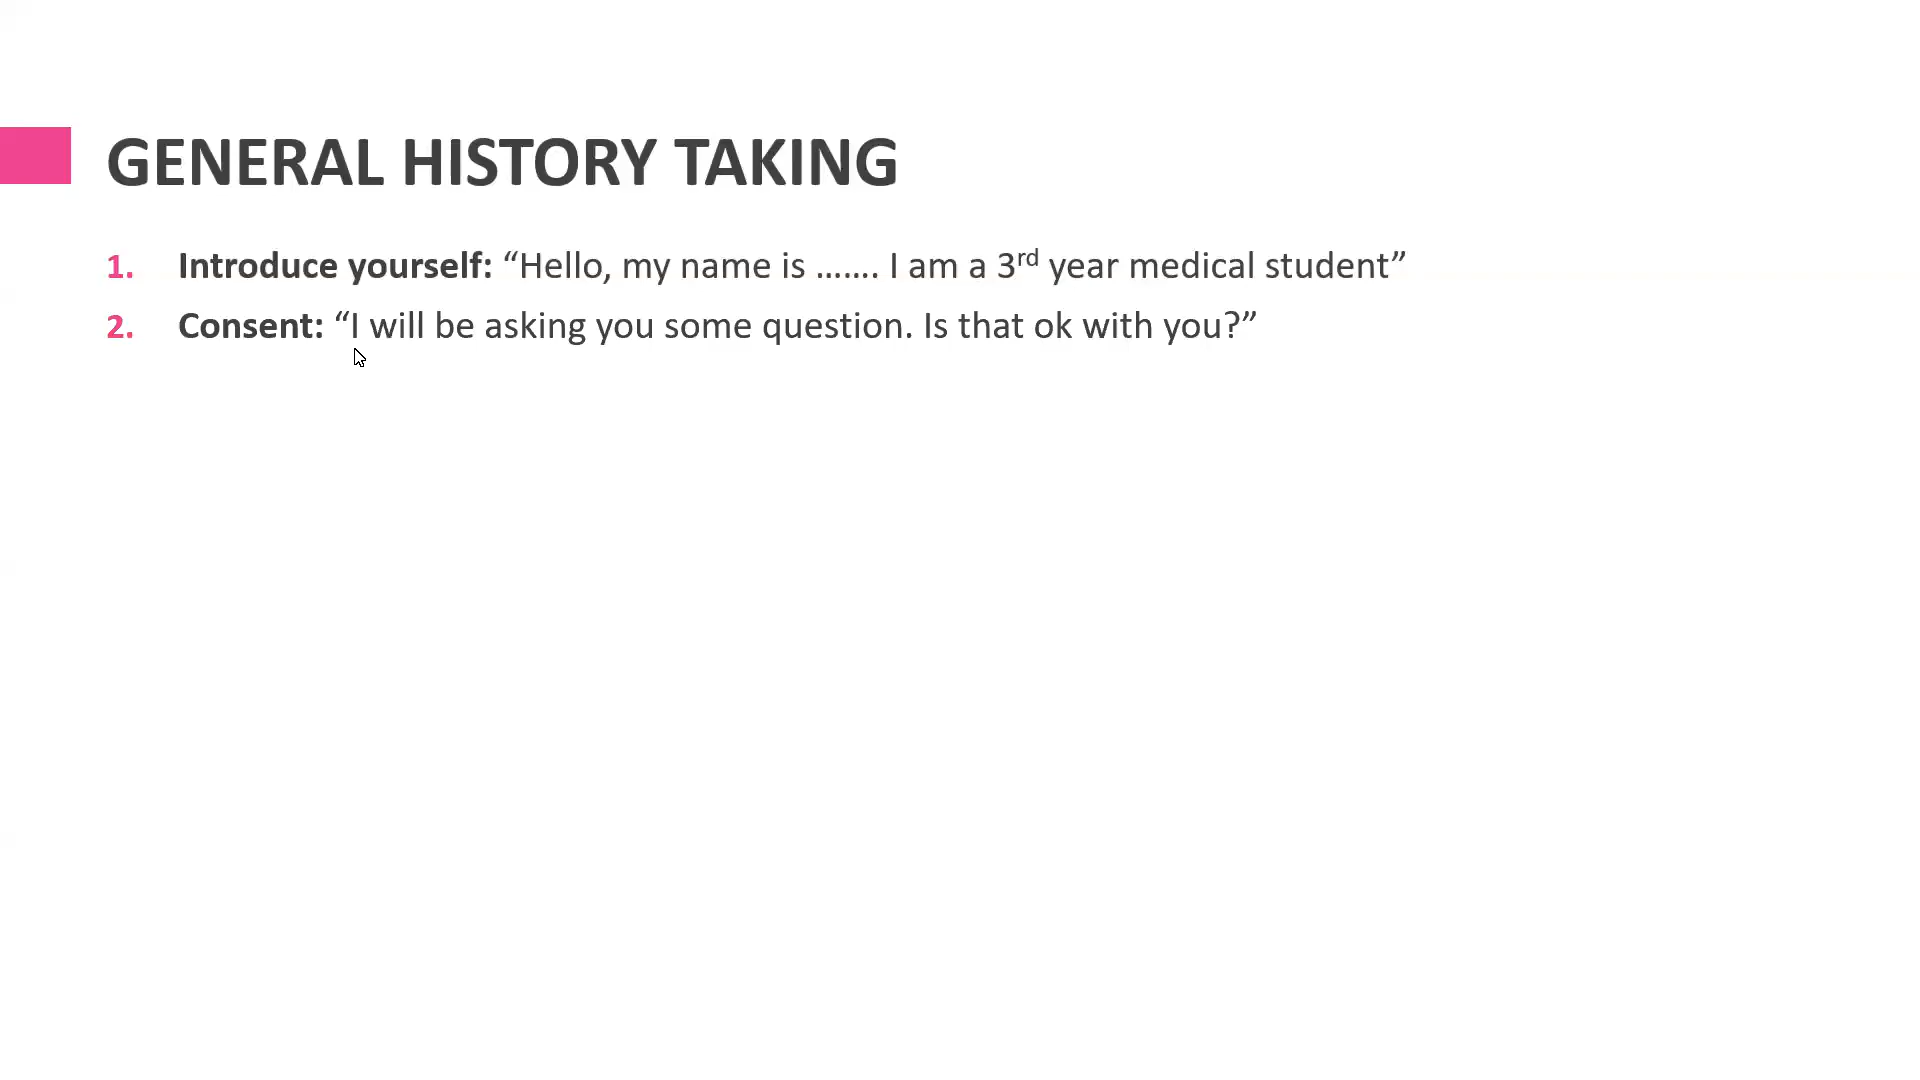 GENERAL HISTORY TAKING
1. Introduce yourself: “Hello, my name is ……. I am a 3rd year medical student”
2. Consent: “I will be asking you some question. Is that ok with you?”